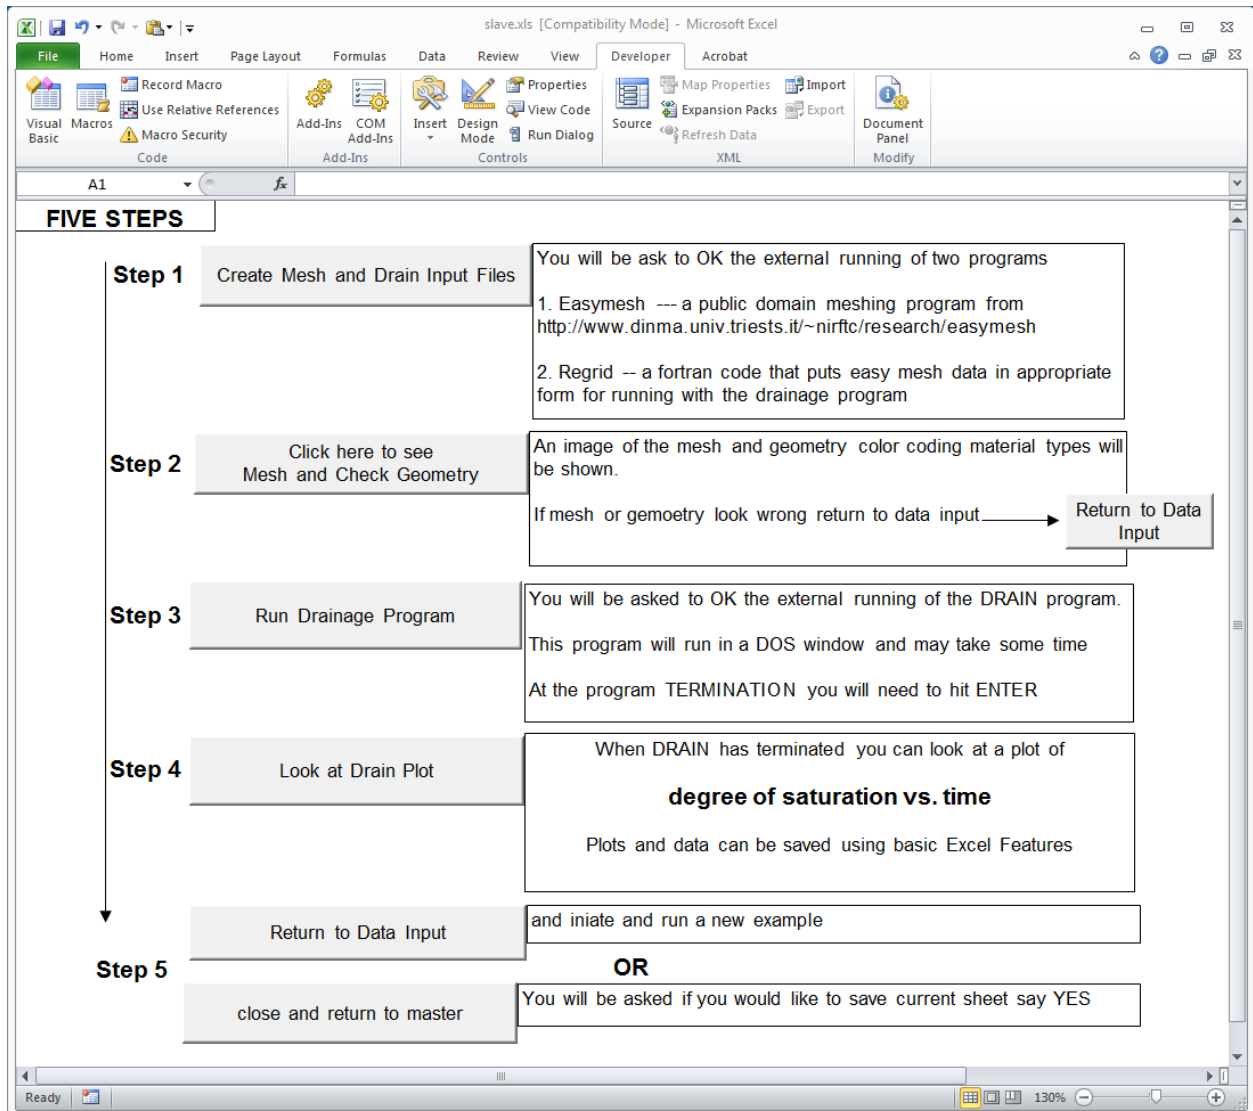 slave.xls [Compatibility Mode] - Microsoft Excel
File Home Insert Page Layout Formulas Data Review View Developer Acrobat
Visual Basic
Macros
Record Macro
Use Relative References
Macro Security
Code
Add-Ins
COM Add-Ins
Add-Ins
Insert
Design Mode
Properties
View Code
Run Dialog
Controls
Source
Map Properties
Expansion Packs
Refresh Data
Import
Export
XML
Document Panel
Modify
A1
fx
FIVE STEPS
Step 1
Create Mesh and Drain Input Files
You will be ask to OK the external running of two programs
1. Easymesh --- a public domain meshing program from
http://www.dinma.univ.triests.it/~nirftc/research/easymesh
2. Regrid -- a fortran code that puts easy mesh data in appropriate
form for running with the drainage program
Step 2
Click here to see
Mesh and Check Geometry
An image of the mesh and geometry color coding material types will
be shown.
If mesh or gemoetry look wrong return to data input
Return to Data
Input
Step 3
Run Drainage Program
You will be asked to OK the external running of the DRAIN program.
This program will run in a DOS window and may take some time
At the program TERMINATION you will need to hit ENTER
Step 4
Look at Drain Plot
When DRAIN has terminated you can look at a plot of
degree of saturation vs. time
Plots and data can be saved using basic Excel Features
Return to Data Input
and iniate and run a new example
Step 5
OR
close and return to master
You will be asked if you would like to save current sheet say YES
Ready
130%